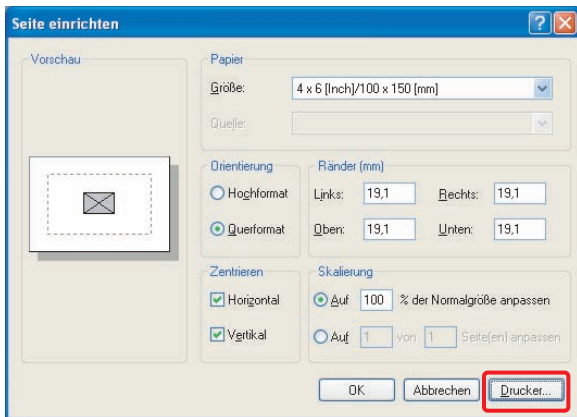 Seite einrichten
Vorschau
Papier
Größe: 4 x 6 [Inch]/100 x 150 [mm]
Quelle:
Orientierung
Hochformat
Querformat
Ränder (mm)
Links: 19,1 Rechts: 19,1
Oben: 19,1 Unten: 19,1
Zentrieren
Horizontal
Vertikal
Skalierung
Auf 100 % der Normalgröße anpassen
Auf 1 von 1 Seite(en) anpassen
OK Abbrechen Drucker...